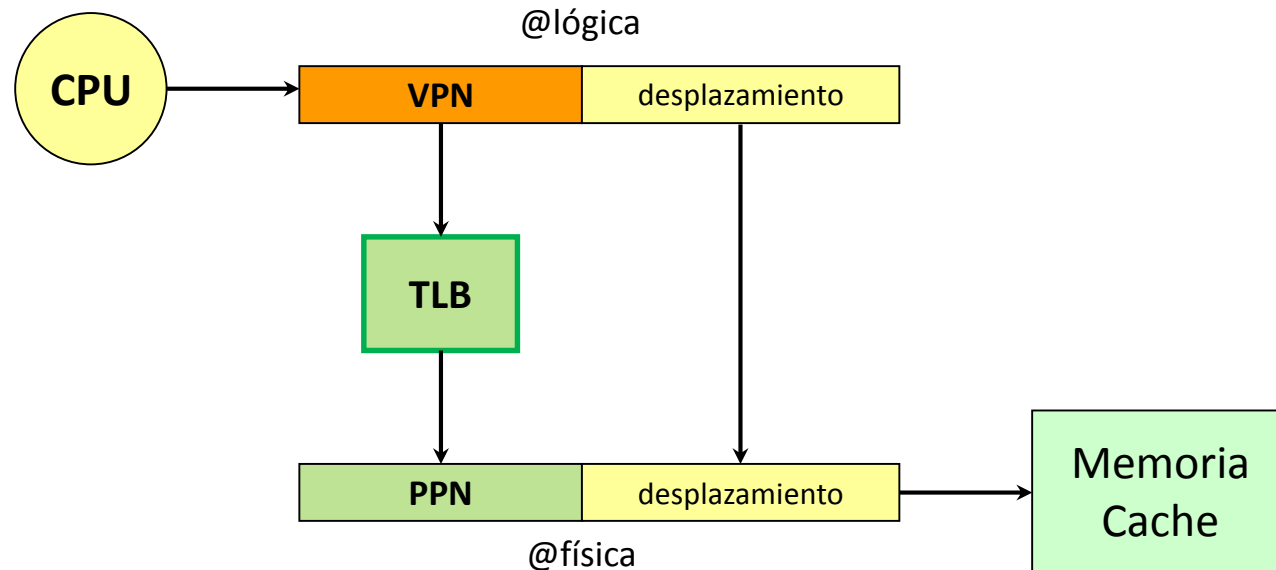 @lógica
CPU
VPN
desplazamiento
TLB
PPN
desplazamiento
Memoria
Cache
@física